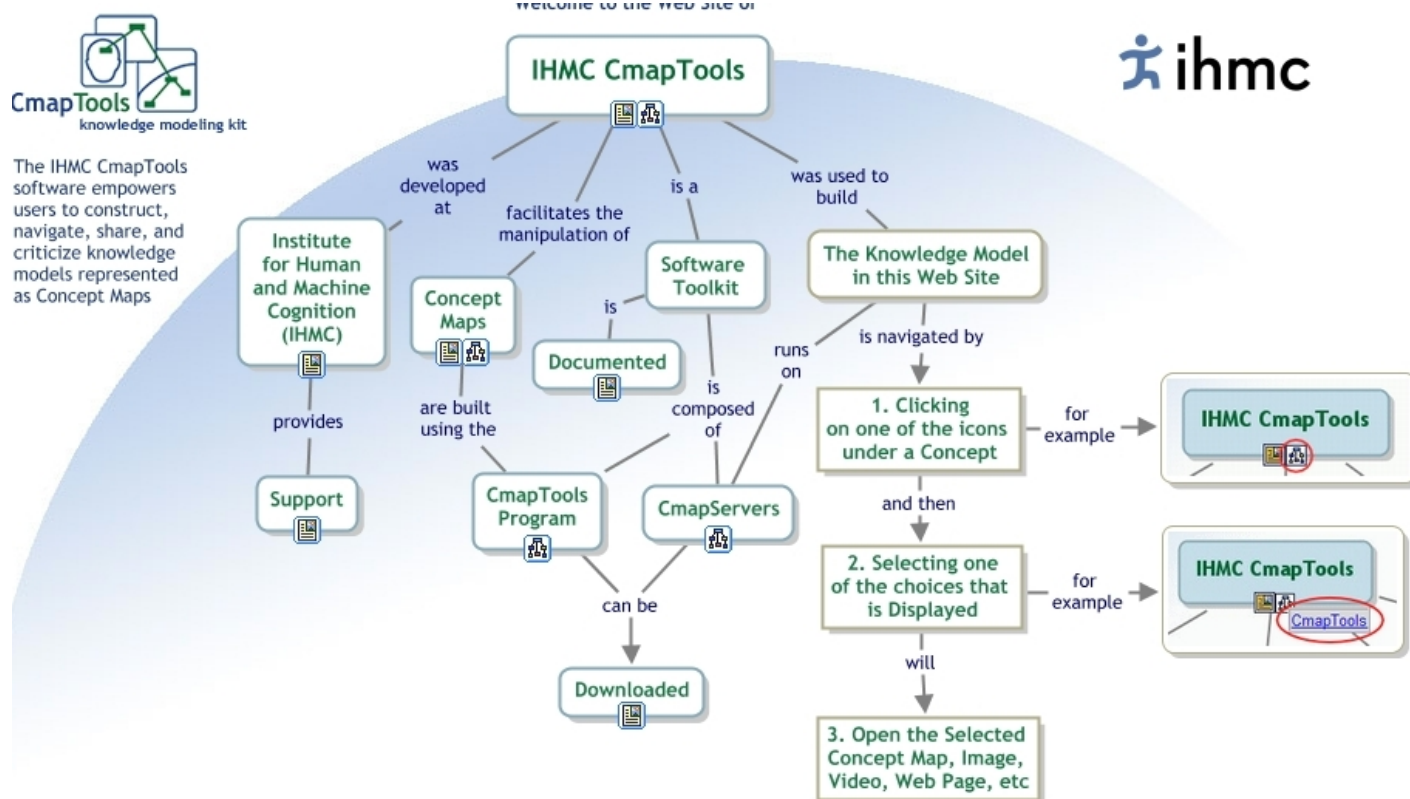 Welcome to the Web Site of
CmapTools
knowledge modeling kit
The IHMC CmapTools
software empowers
users to construct,
navigate, share, and
criticize knowledge
models represented
as Concept Maps
IHMC CmapTools
ihmc
was
developed
at
facilitates the
manipulation of
is a
was used to
build
Institute
for Human
and Machine
Cognition
(IHMC)
Concept
Maps
Software
Toolkit
The Knowledge Model
in this Web Site
is
Documented
runs
on
is navigated by
provides
are built
using the
is
composed
of
1. Clicking
on one of the icons
under a Concept
for
example
IHMC CmapTools
Support
CmapTools
Program
CmapServers
and then
can be
2. Selecting one
of the choices that
is Displayed
for
example
IHMC CmapTools
CmapTools
will
Downloaded
3. Open the Selected
Concept Map, Image,
Video, Web Page, etc